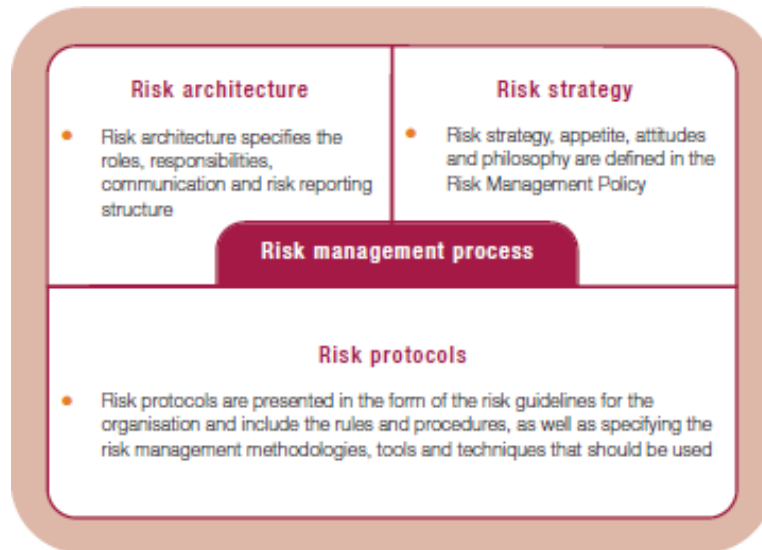 Risk architecture
• Risk architecture specifies the
roles, responsibilities,
communication and risk reporting
structure
Risk strategy
• Risk strategy, appetite, attitudes
and philosophy are defined in the
Risk Management Policy
Risk management process
Risk protocols
• Risk protocols are presented in the form of the risk guidelines for the
organisation and include the rules and procedures, as well as specifying the
risk management methodologies, tools and techniques that should be used